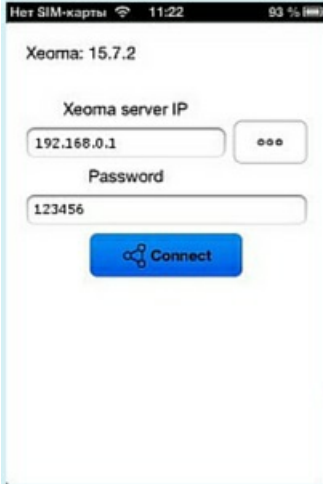 Нет SIM-карты 11:22 93 %
Xeoma: 15.7.2
Xeoma server IP
192.168.0.1
Password
123456
Connect